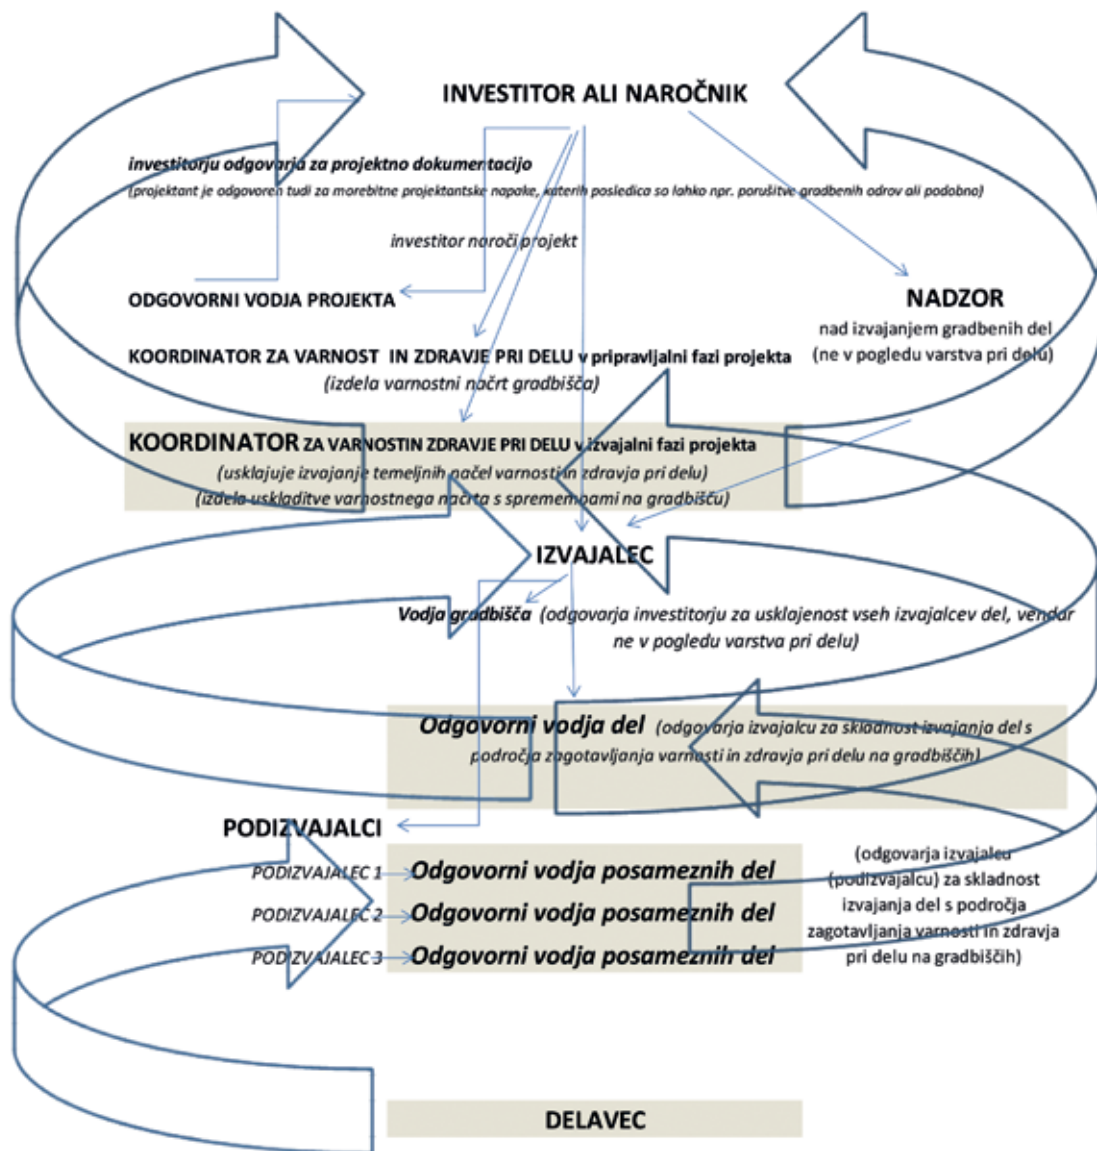 INVESTITOR ALI NAROČNIK
investitorju odgovarja za projektno dokumentacijo
(projektant je odgovoren tudi za morebitne projektantske napake, katerih posledica so lahko npr. porušitve gradbenih odrov ali podobno)
investitor naroči projekt
ODGOVORNI VODJA PROJEKTA
NADZOR
nad izvajanjem gradbenih del
(ne v pogledu varstva pri delu)
KOORDINATOR ZA VARNOST IN ZDRAVJE PRI DELU v pripravljalni fazi projekta
(izdela varnostni načrt gradbišča)
KOORDINATOR ZA VARNOSTIN ZDRAVJE PRI DELU v izvajalni fazi projekta
(usklajuje izvajanje temeljnih načel varnosti in zdravja pri delu)
(izdela uskladitve varnostnega načrta s spremembami na gradbišču)
IZVAJALEC
Vodja gradbišča (odgovarja investitorju za usklajenost vseh izvajalcev del, vendar
ne v pogledu varstva pri delu)
Odgovorni vodja del (odgovarja izvajalcu za skladnost izvajanja del s
področja zagotavljanja varnosti in zdravja pri delu na gradbiščih)
PODIZVAJALCI
PODIZVAJALEC 1 Odgovorni vodja posameznih del
PODIZVAJALEC 2 Odgovorni vodja posameznih del
PODIZVAJALEC 3 Odgovorni vodja posameznih del
(odgovarja izvajalcu
(podizvajalcu) za skladnost
izvajanja del s področja
zagotavljanja varnosti in zdravja
pri delu na gradbiščih)
DELAVEC